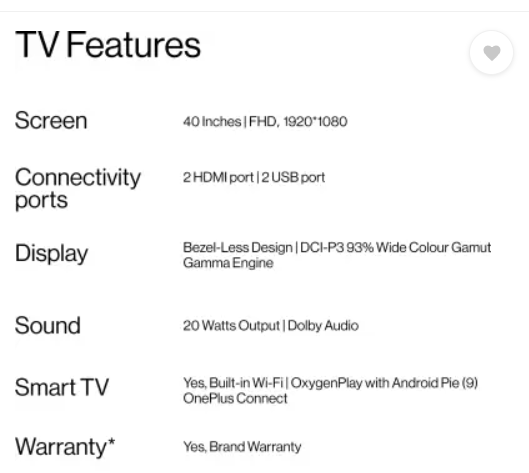 TV Features
Screen
40 Inches | FHD, 1920*1080
Connectivity
ports
2 HDMI port | 2 USB port
Display
Bezel-Less Design | DCI-P3 93% Wide Colour Gamut
Gamma Engine
Sound
20 Watts Output | Dolby Audio
Smart TV
Yes, Built-in Wi-Fi | OxygenPlay with Android Pie (9)
OnePlus Connect
Warranty*
Yes, Brand Warranty